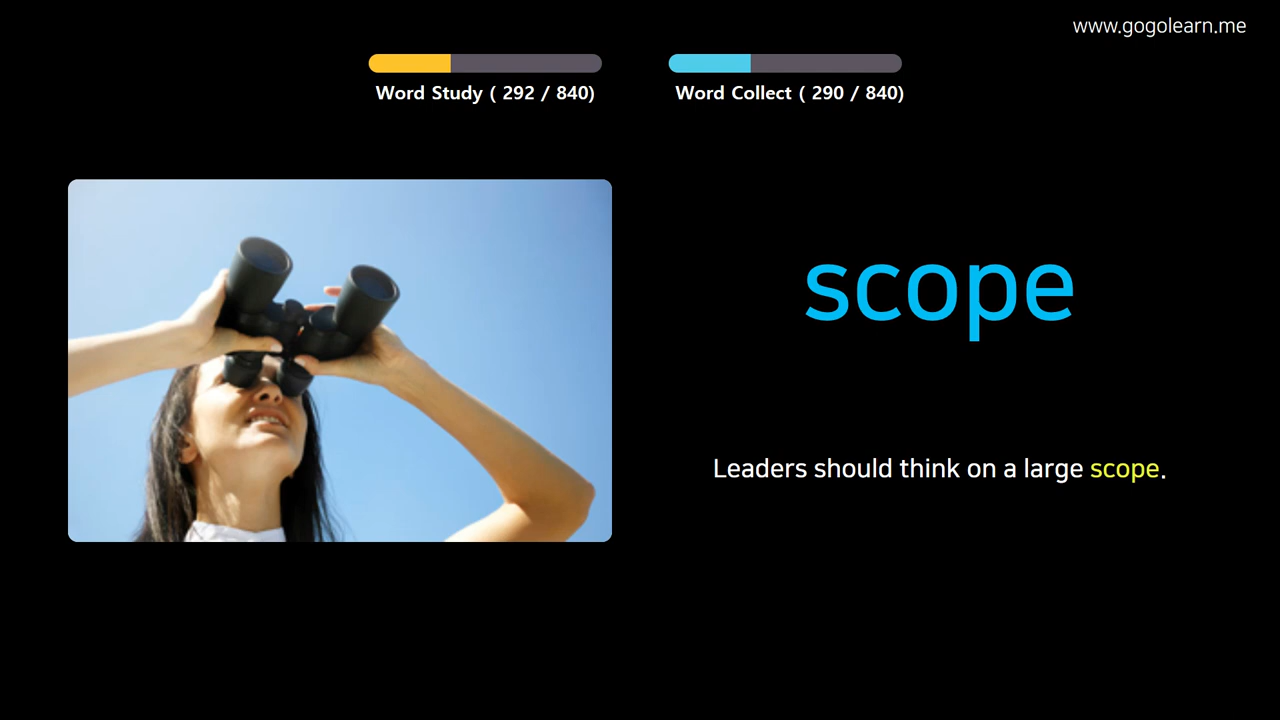 www.gogolearn.me
Word Study ( 292 / 840)
Word Collect ( 290 / 840)
scope
Leaders should think on a large scope.